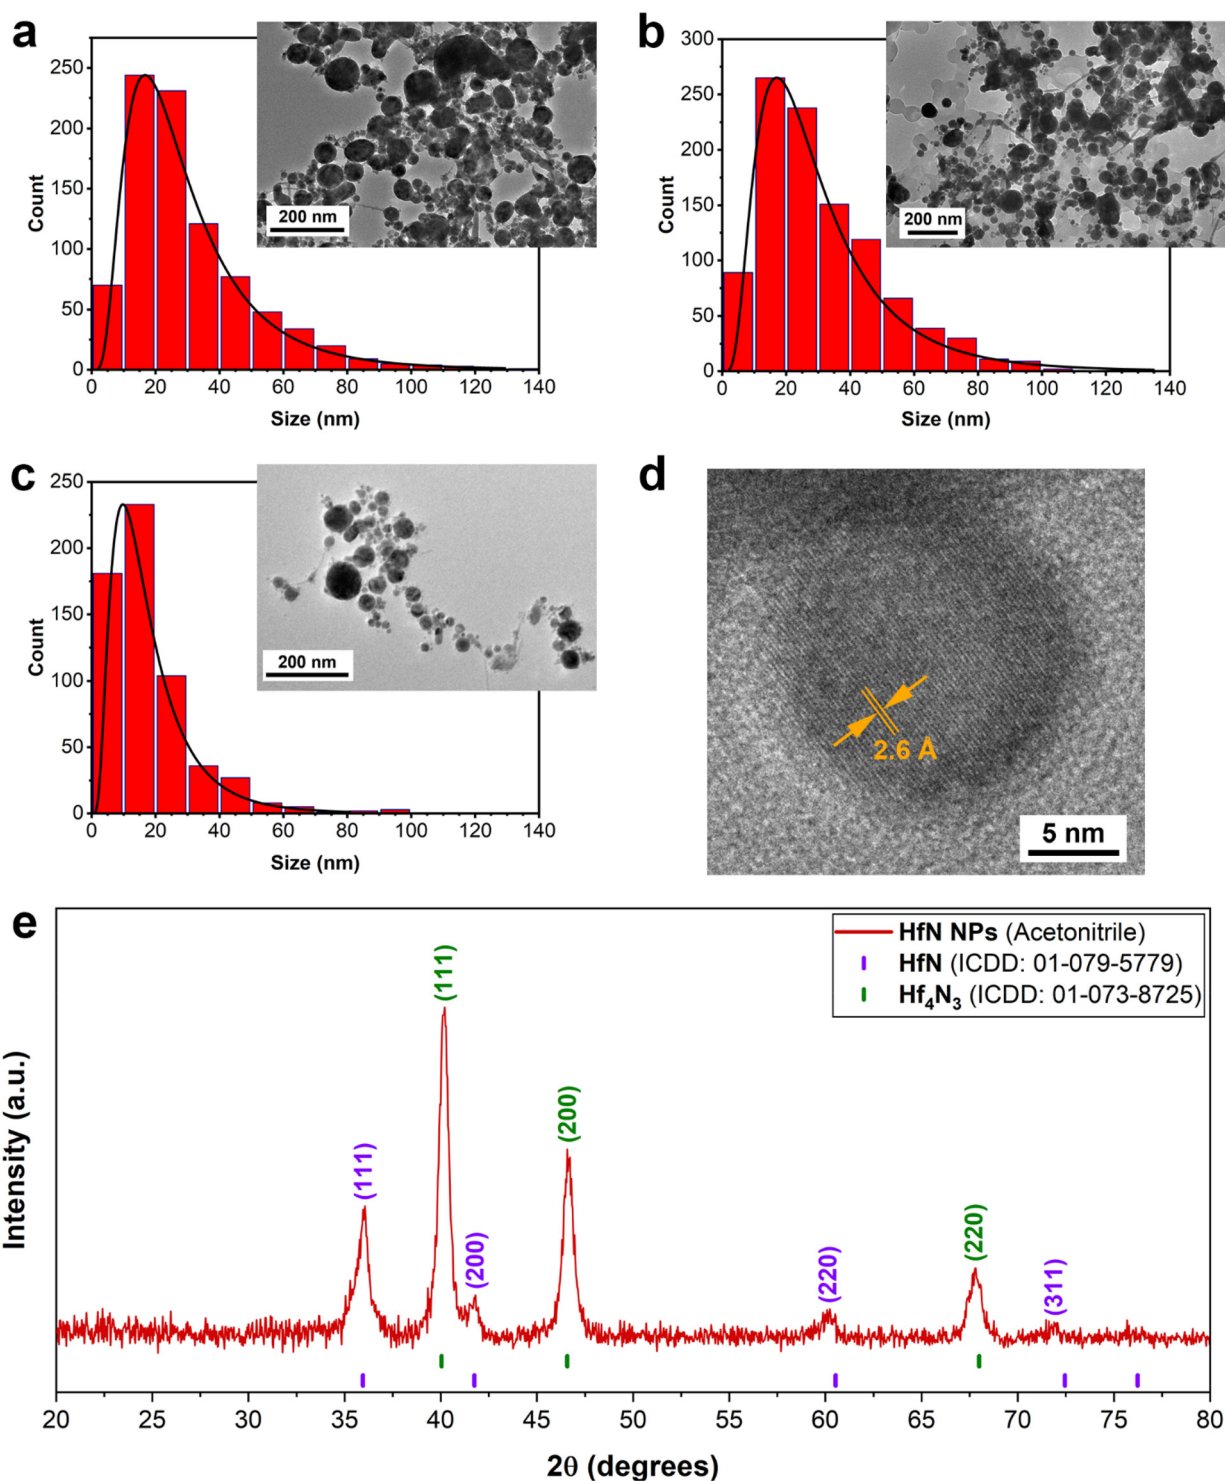 a
250
200
150
100
50
0
Count
0 20 40 60 80 100 120 140
Size (nm)
200 nm
b
300
250
200
150
100
50
0
Count
0 20 40 60 80 100 120 140
Size (nm)
200 nm
c
250
200
150
100
50
0
Count
0 20 40 60 80 100 120 140
Size (nm)
200 nm
d
2.6 Å
5 nm
e
HfN NPs (Acetonitrile)
HfN (ICDD: 01-079-5779)
Hf₄N₃ (ICDD: 01-073-8725)
Intensity (a.u.)
(111)
(111)
(200)
(200)
(220)
(220)
(311)
20 25 30 35 40 45 50 55 60 65 70 75 80
2θ (degrees)